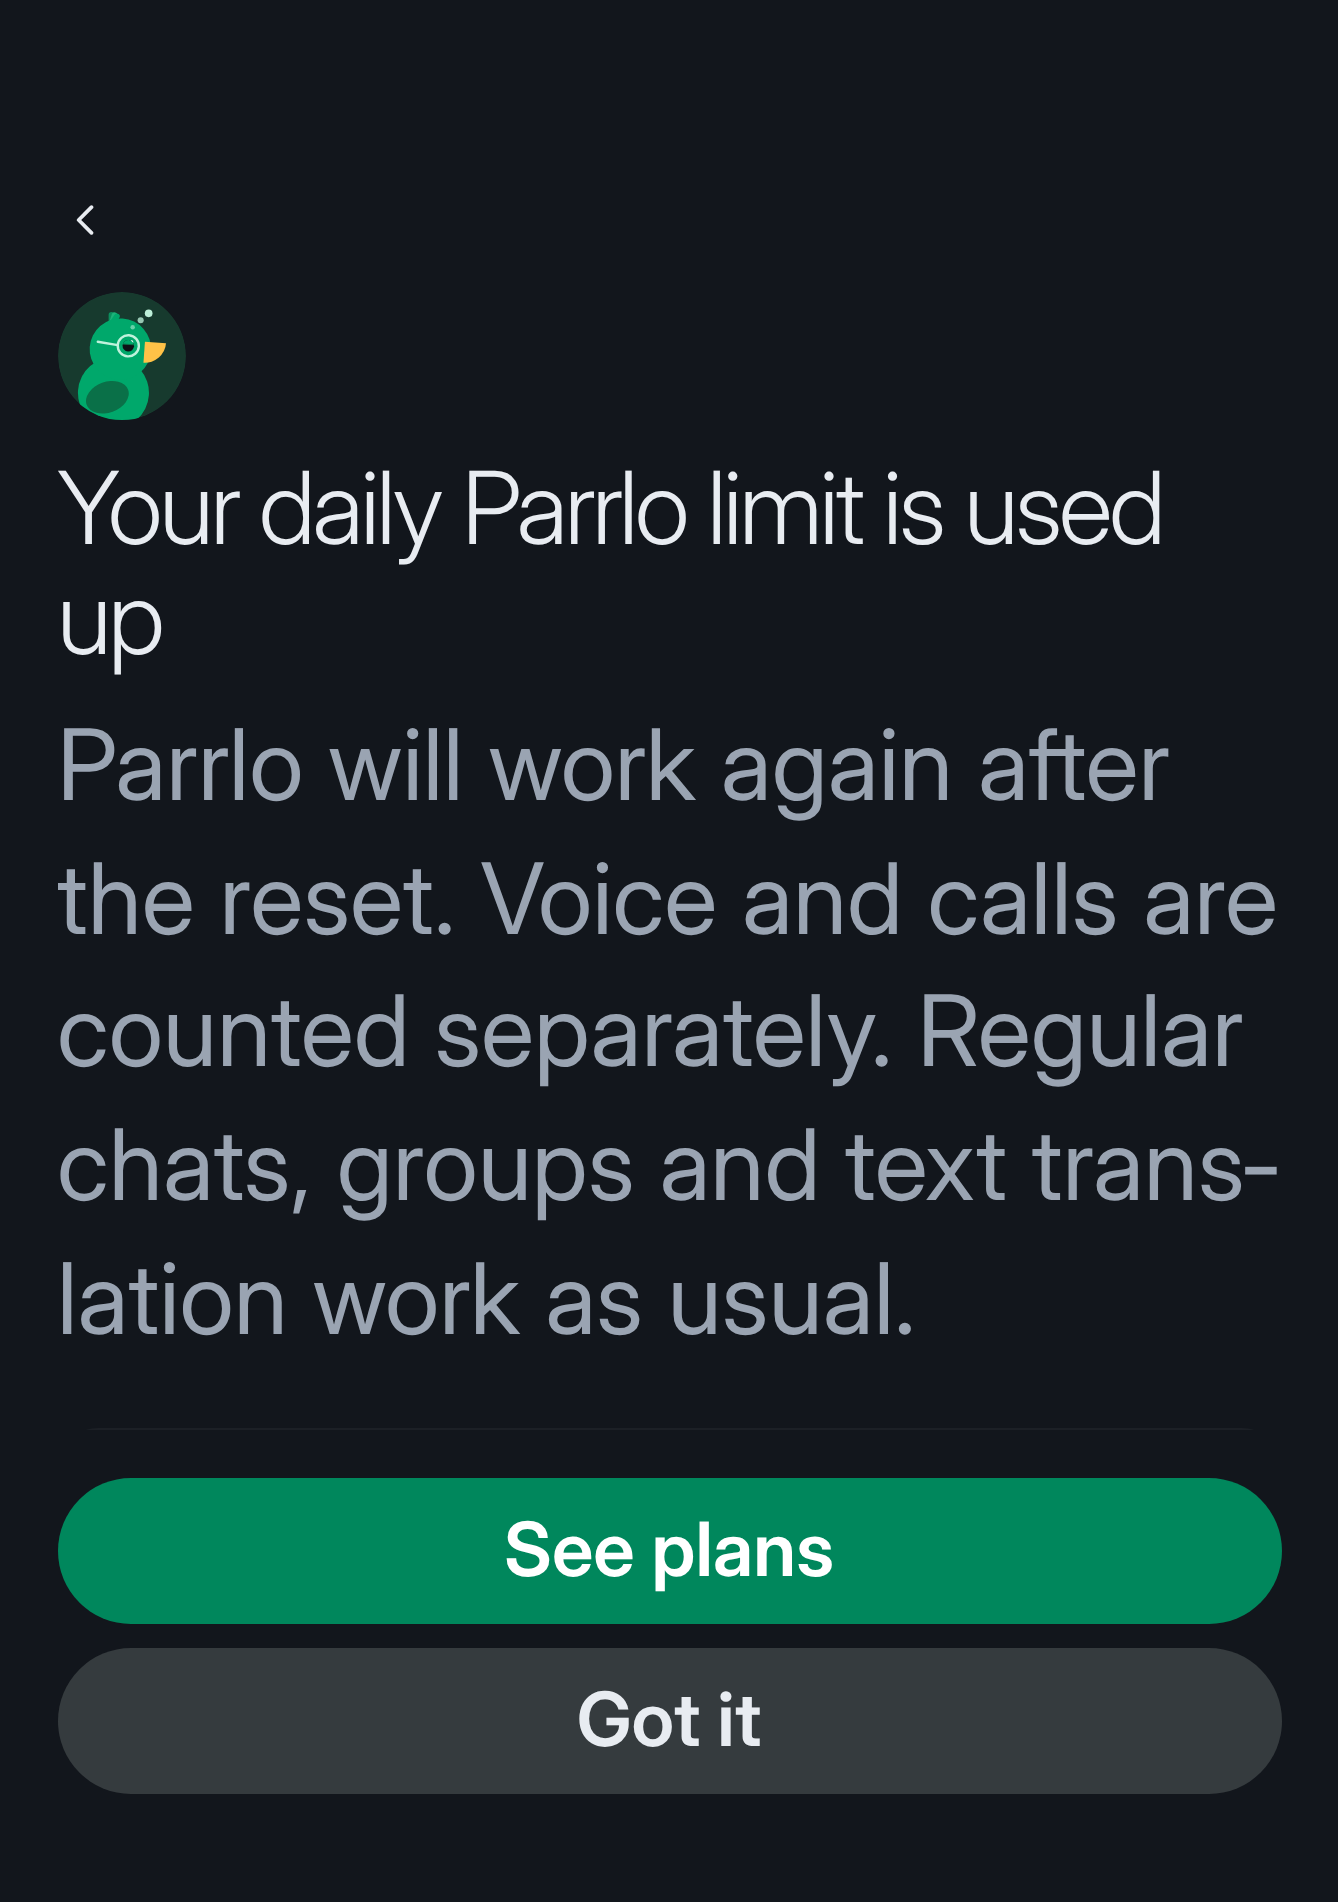 Your daily Parrlo limit is used
up
Parrlo will work again after
the reset. Voice and calls are
counted separately. Regular
chats, groups and text trans-
lation work as usual.
See plans
Got it